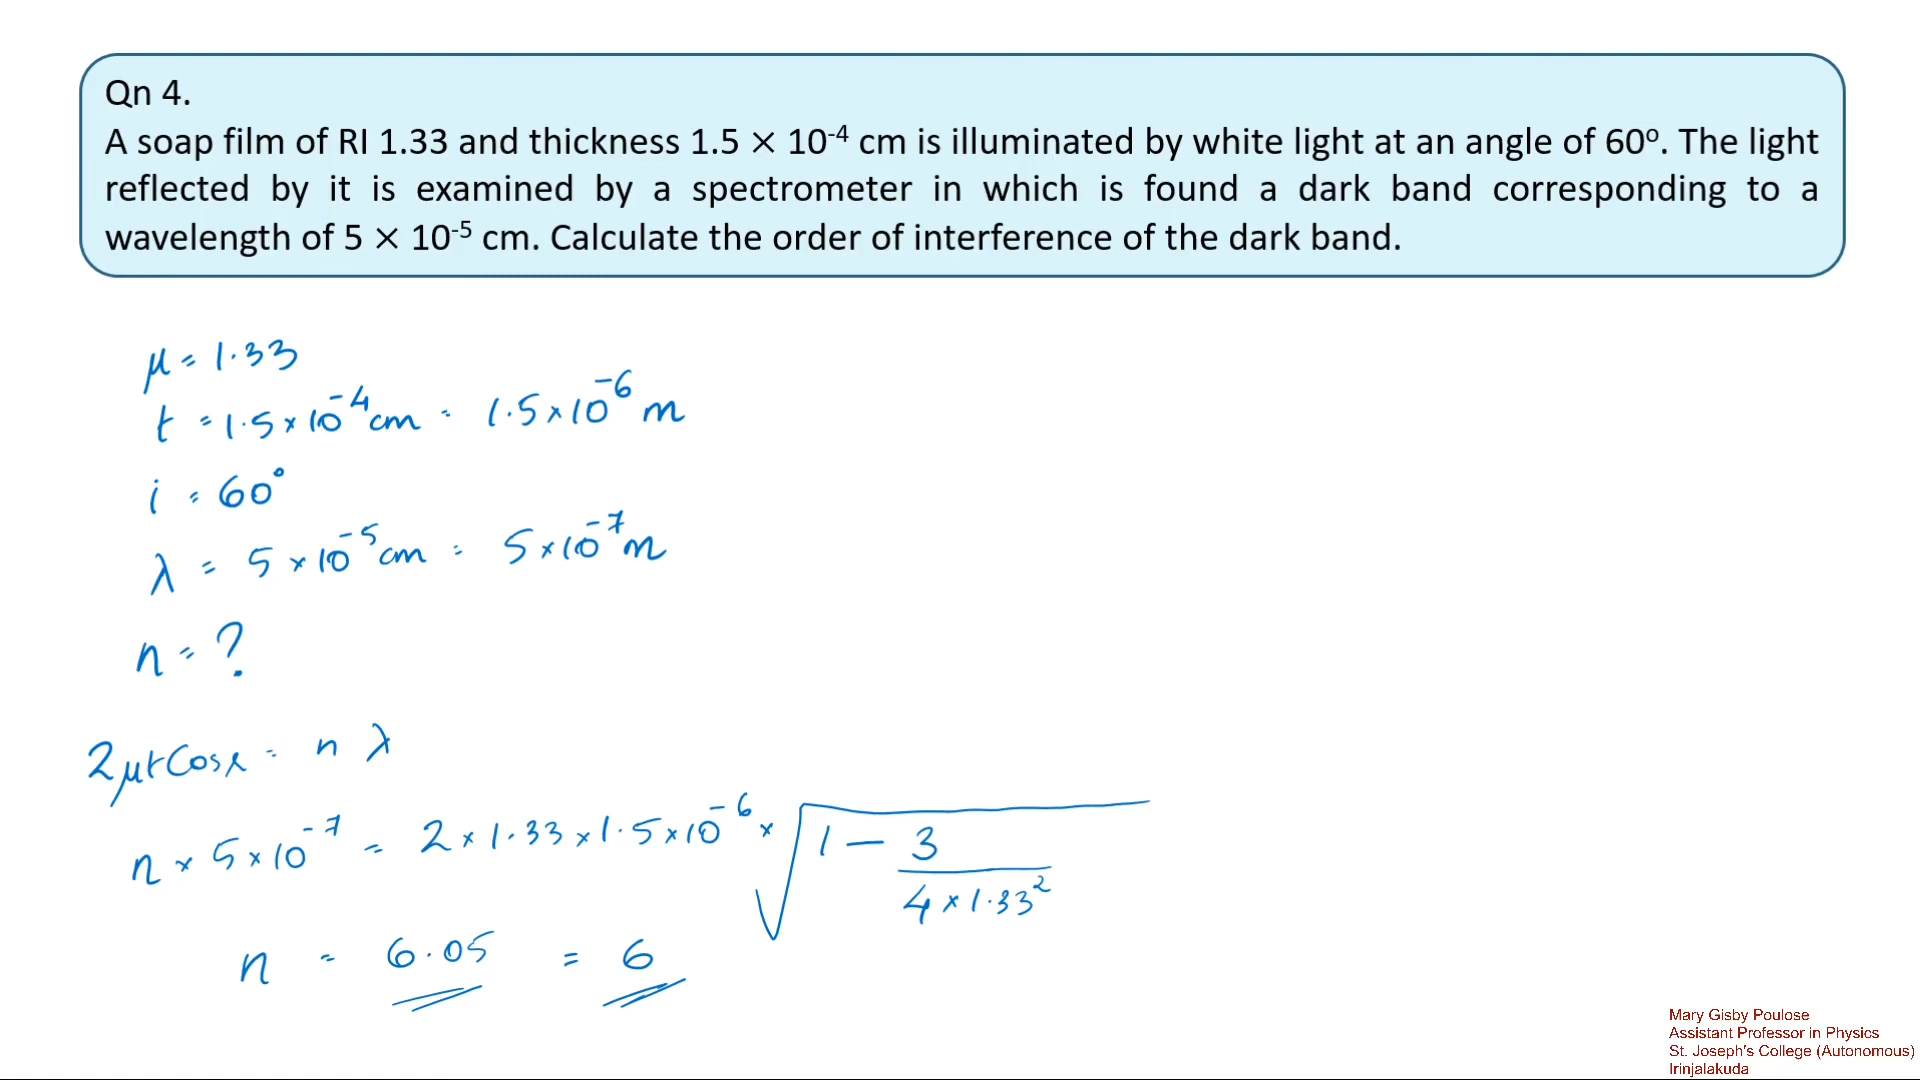 Qn 4.
A soap film of RI 1.33 and thickness 1.5 × 10⁻⁴ cm is illuminated by white light at an angle of 60ᵒ. The light
reflected by it is examined by a spectrometer in which is found a dark band corresponding to a
wavelength of 5 × 10⁻⁵ cm. Calculate the order of interference of the dark band.
μ = 1.33
t = 1.5 × 10⁻⁴ cm = 1.5 × 10⁻⁶ m
i = 60°
λ = 5 × 10⁻⁵ cm = 5 × 10⁻⁷ m
n = ?
2μt Cos r = n λ
n × 5 × 10⁻⁷ = 2 × 1.33 × 1.5 × 10⁻⁶ × √(1 − 3 / (4 × 1.33²))
n = 6.05 = 6
Mary Gisby Poulose
Assistant Professor in Physics
St. Joseph's College (Autonomous)
Irinjalakuda